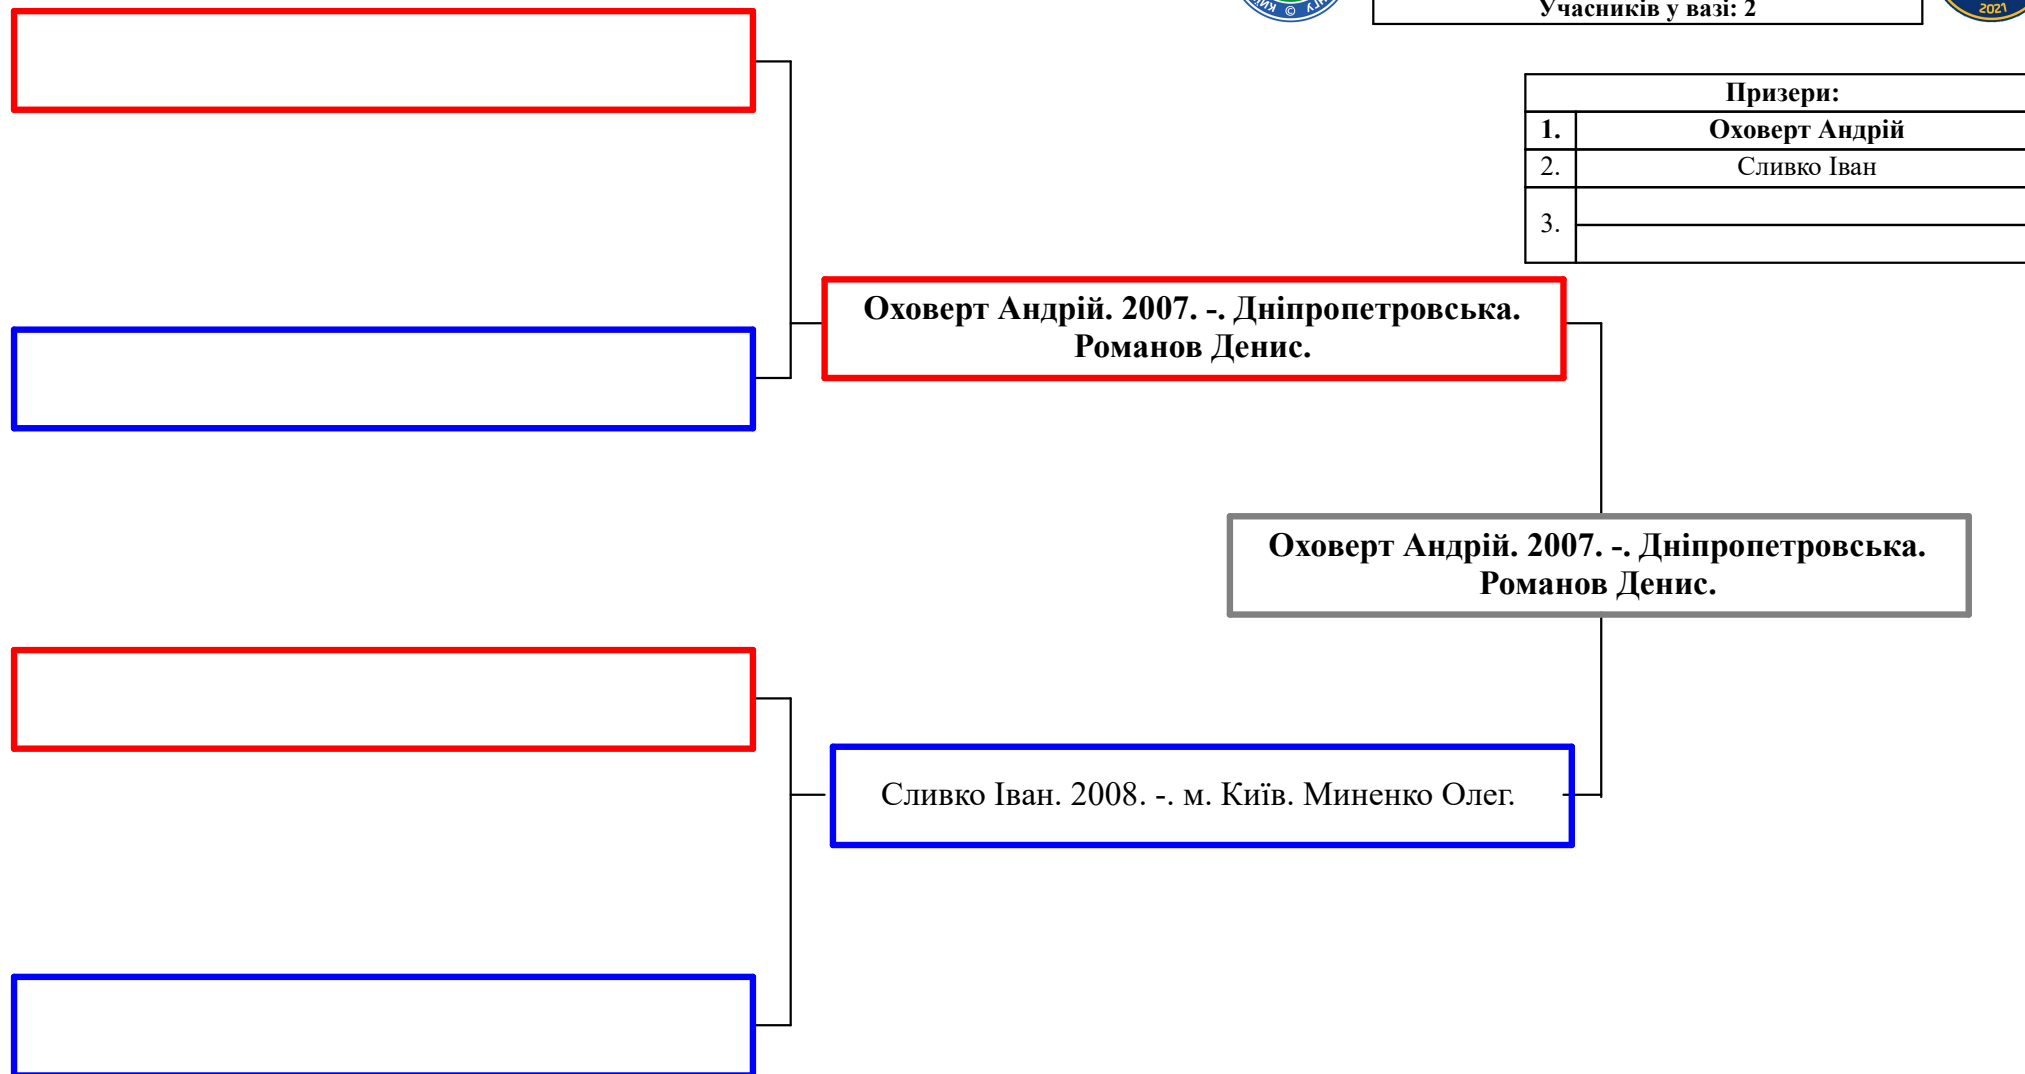 Учасників у вазі: 2
2021
Призери:
1. Оховерт Андрій
2. Сливко Іван
3.
Оховерт Андрій. 2007. -. Дніпропетровська.
Романов Денис.
Оховерт Андрій. 2007. -. Дніпропетровська.
Романов Денис.
Сливко Іван. 2008. -. м. Київ. Миненко Олег.